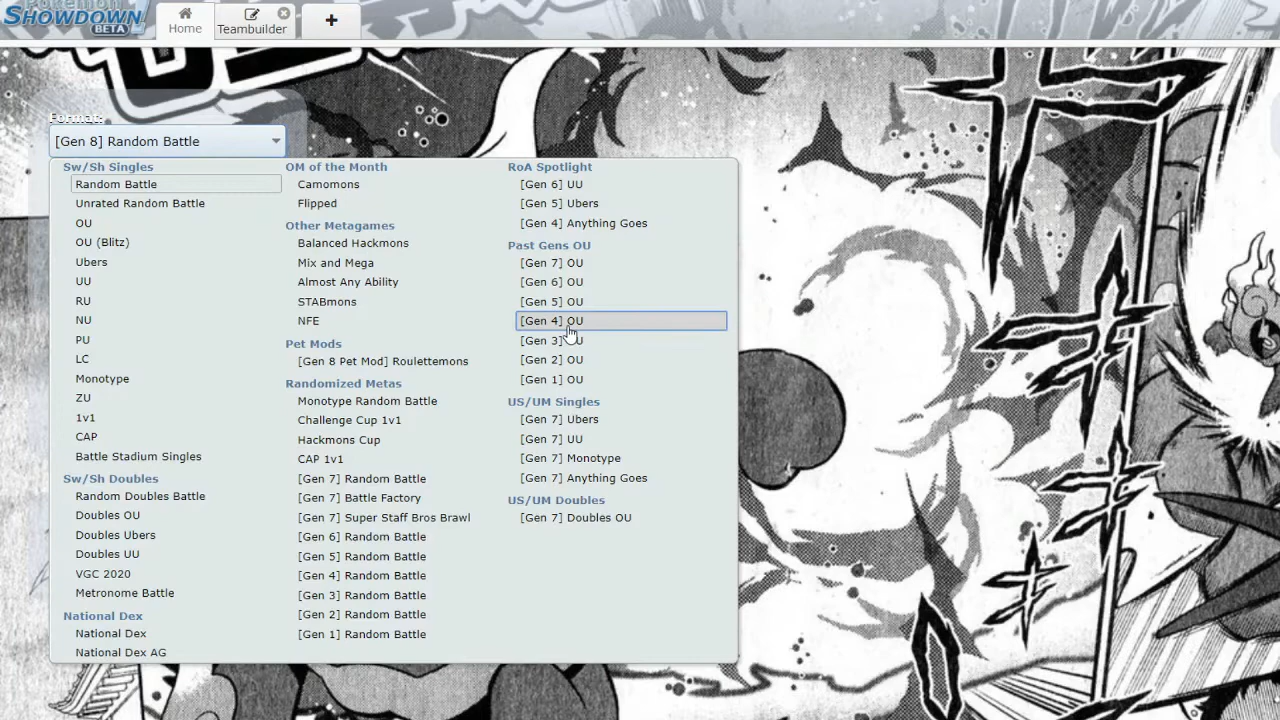 Pokémon
SHOWDOWN
BETA
Home
Teambuilder
+
Format:
[Gen 8] Random Battle
Sw/Sh Singles
Random Battle
Unrated Random Battle
OU
OU (Blitz)
Ubers
UU
RU
NU
PU
LC
Monotype
ZU
1v1
CAP
Battle Stadium Singles
Sw/Sh Doubles
Random Doubles Battle
Doubles OU
Doubles Ubers
Doubles UU
VGC 2020
Metronome Battle
National Dex
National Dex
National Dex AG
OM of the Month
Camomons
Flipped
Other Metagames
Balanced Hackmons
Mix and Mega
Almost Any Ability
STABmons
NFE
Pet Mods
[Gen 8 Pet Mod] Roulettemons
Randomized Metas
Monotype Random Battle
Challenge Cup 1v1
Hackmons Cup
CAP 1v1
[Gen 7] Random Battle
[Gen 7] Battle Factory
[Gen 7] Super Staff Bros Brawl
[Gen 6] Random Battle
[Gen 5] Random Battle
[Gen 4] Random Battle
[Gen 3] Random Battle
[Gen 2] Random Battle
[Gen 1] Random Battle
RoA Spotlight
[Gen 6] UU
[Gen 5] Ubers
[Gen 4] Anything Goes
Past Gens OU
[Gen 7] OU
[Gen 6] OU
[Gen 5] OU
[Gen 4] OU
[Gen 3] OU
[Gen 2] OU
[Gen 1] OU
US/UM Singles
[Gen 7] Ubers
[Gen 7] UU
[Gen 7] Monotype
[Gen 7] Anything Goes
US/UM Doubles
[Gen 7] Doubles OU